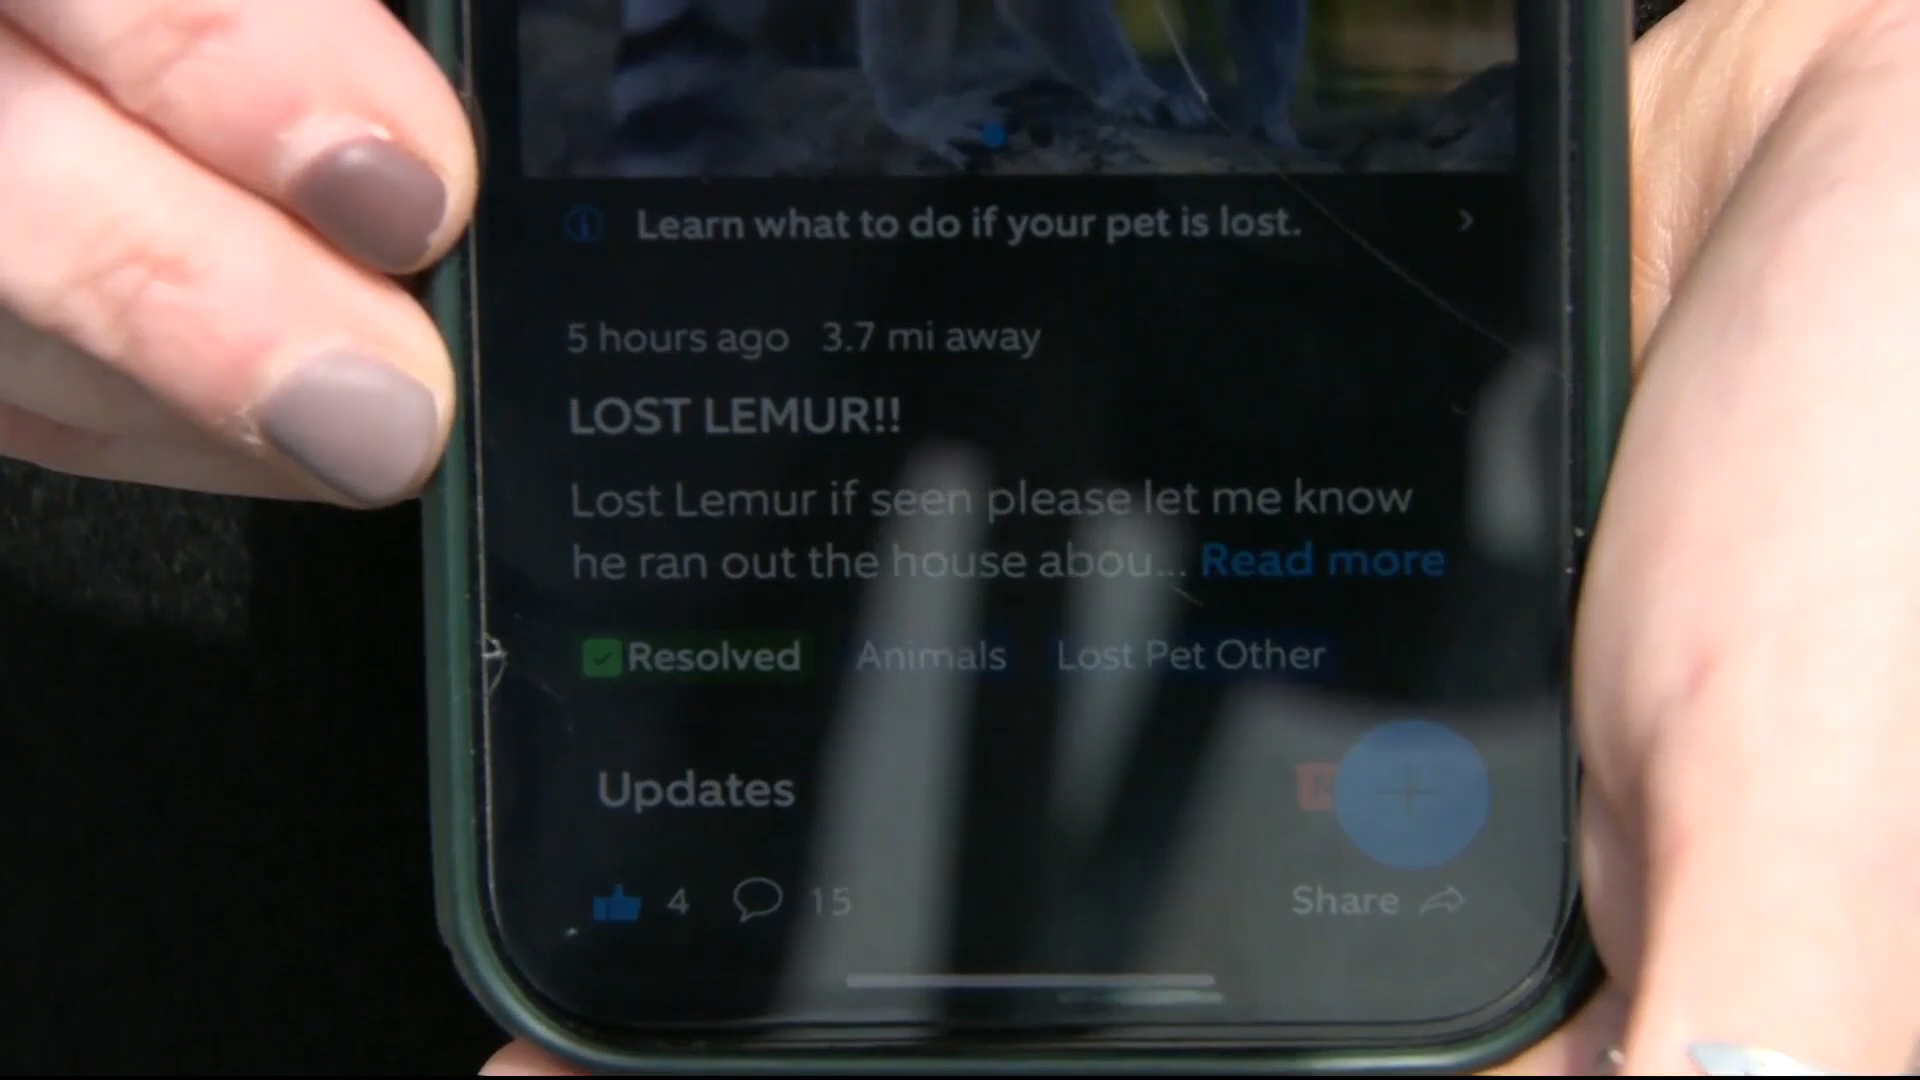 Learn what to do if your pet is lost.
5 hours ago 3.7 mi away
LOST LEMUR!!
Lost Lemur if seen please let me know
he ran out the house abou... Read more
Resolved Animals Lost Pet Other
Updates
4 15 Share